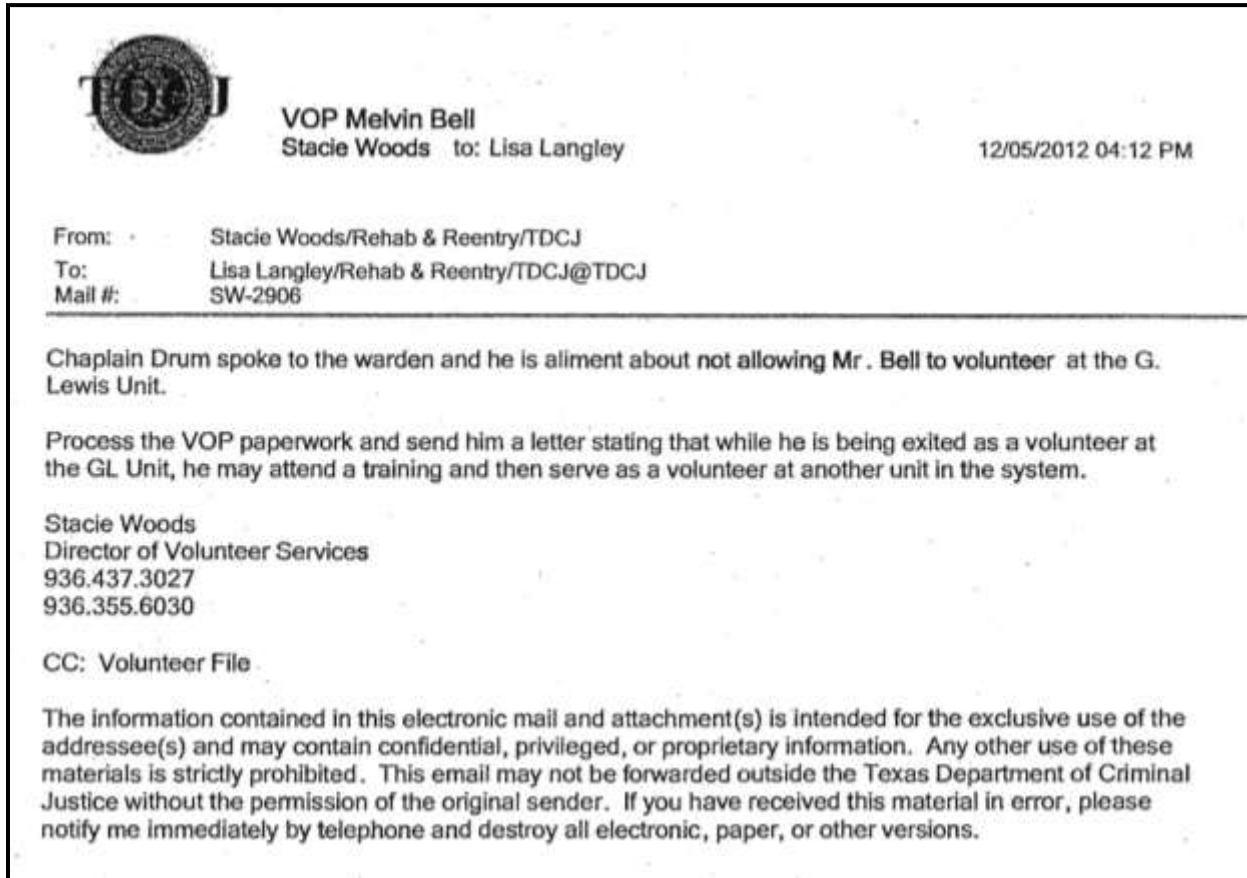 TDCJ
VOP Melvin Bell
Stacie Woods to: Lisa Langley 12/05/2012 04:12 PM
From: Stacie Woods/Rehab & Reentry/TDCJ
To: Lisa Langley/Rehab & Reentry/TDCJ@TDCJ
Mail #: SW-2906
Chaplain Drum spoke to the warden and he is aliment about not allowing Mr. Bell to volunteer at the G.
Lewis Unit.
Process the VOP paperwork and send him a letter stating that while he is being exited as a volunteer at
the GL Unit, he may attend a training and then serve as a volunteer at another unit in the system.
Stacie Woods
Director of Volunteer Services
936.437.3027
936.355.6030
CC: Volunteer File
The information contained in this electronic mail and attachment(s) is intended for the exclusive use of the
addressee(s) and may contain confidential, privileged, or proprietary information. Any other use of these
materials is strictly prohibited. This email may not be forwarded outside the Texas Department of Criminal
Justice without the permission of the original sender. If you have received this material in error, please
notify me immediately by telephone and destroy all electronic, paper, or other versions.